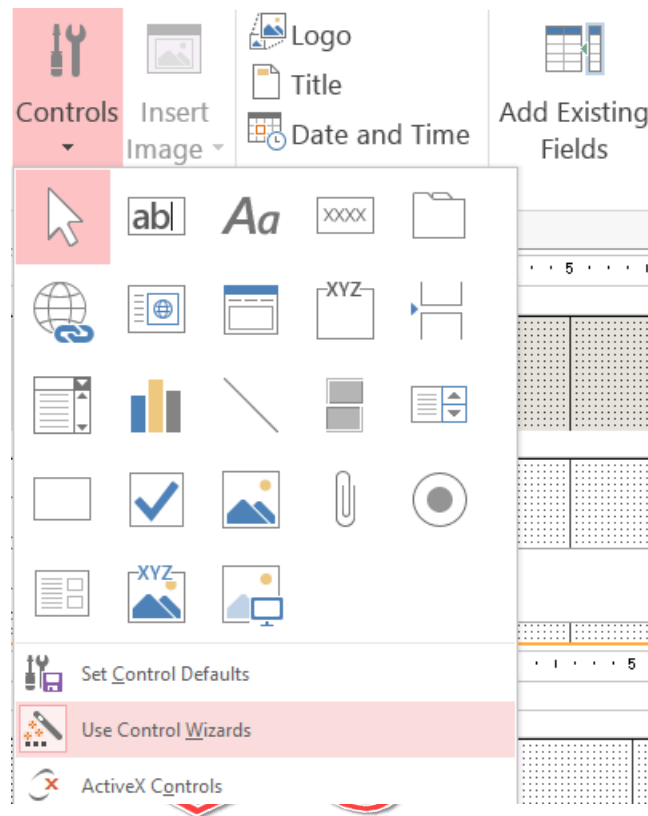 Logo
Title
Controls
Insert
Image
Date and Time
Add Existing
Fields
ab
Aa
XXXX
XYZ
5
XYZ
5
Set Control Defaults
Use Control Wizards
ActiveX Controls